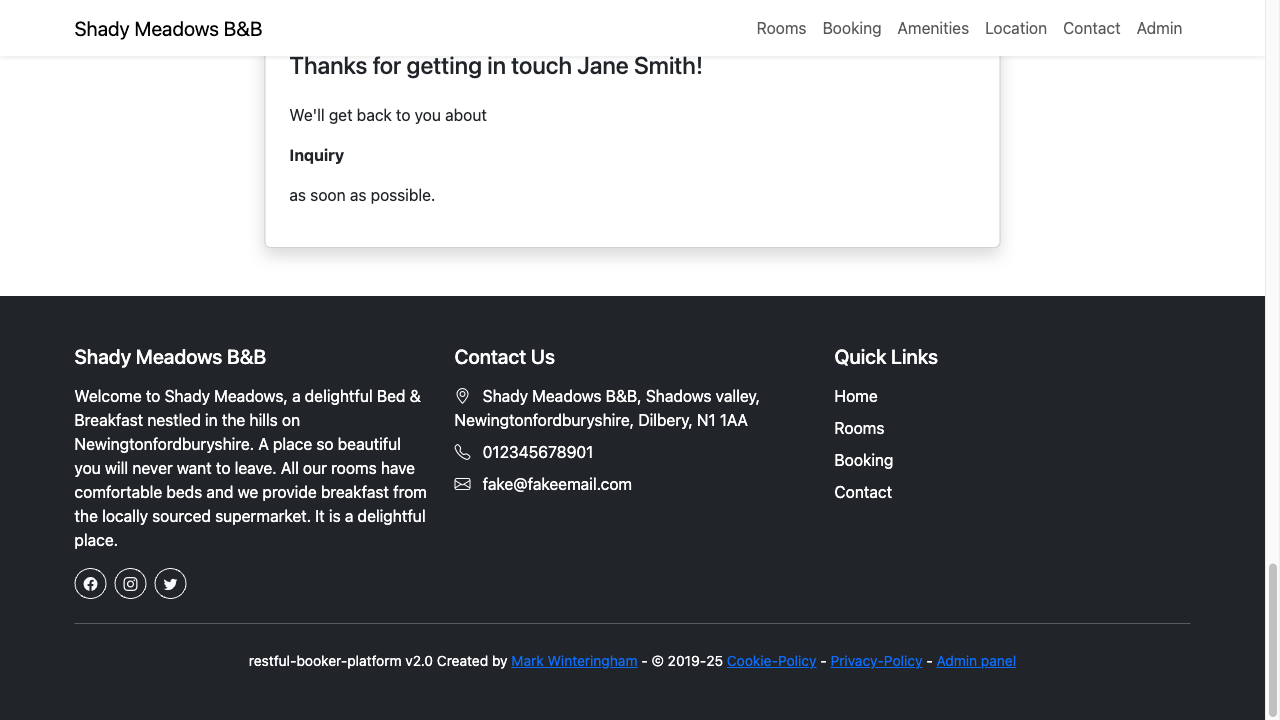 Shady Meadows B&B
Rooms Booking Amenities Location Contact Admin
Thanks for getting in touch Jane Smith!
We'll get back to you about
Inquiry
as soon as possible.
Shady Meadows B&B
Welcome to Shady Meadows, a delightful Bed &
Breakfast nestled in the hills on
Newingtonfordburyshire. A place so beautiful
you will never want to leave. All our rooms have
comfortable beds and we provide breakfast from
the locally sourced supermarket. It is a delightful
place.
Contact Us
Shady Meadows B&B, Shadows valley,
Newingtonfordburyshire, Dilbery, N1 1AA
012345678901
fake@fakeemail.com
Quick Links
Home
Rooms
Booking
Contact
restful-booker-platform v2.0 Created by Mark Winteringham - © 2019-25 Cookie-Policy - Privacy-Policy - Admin panel